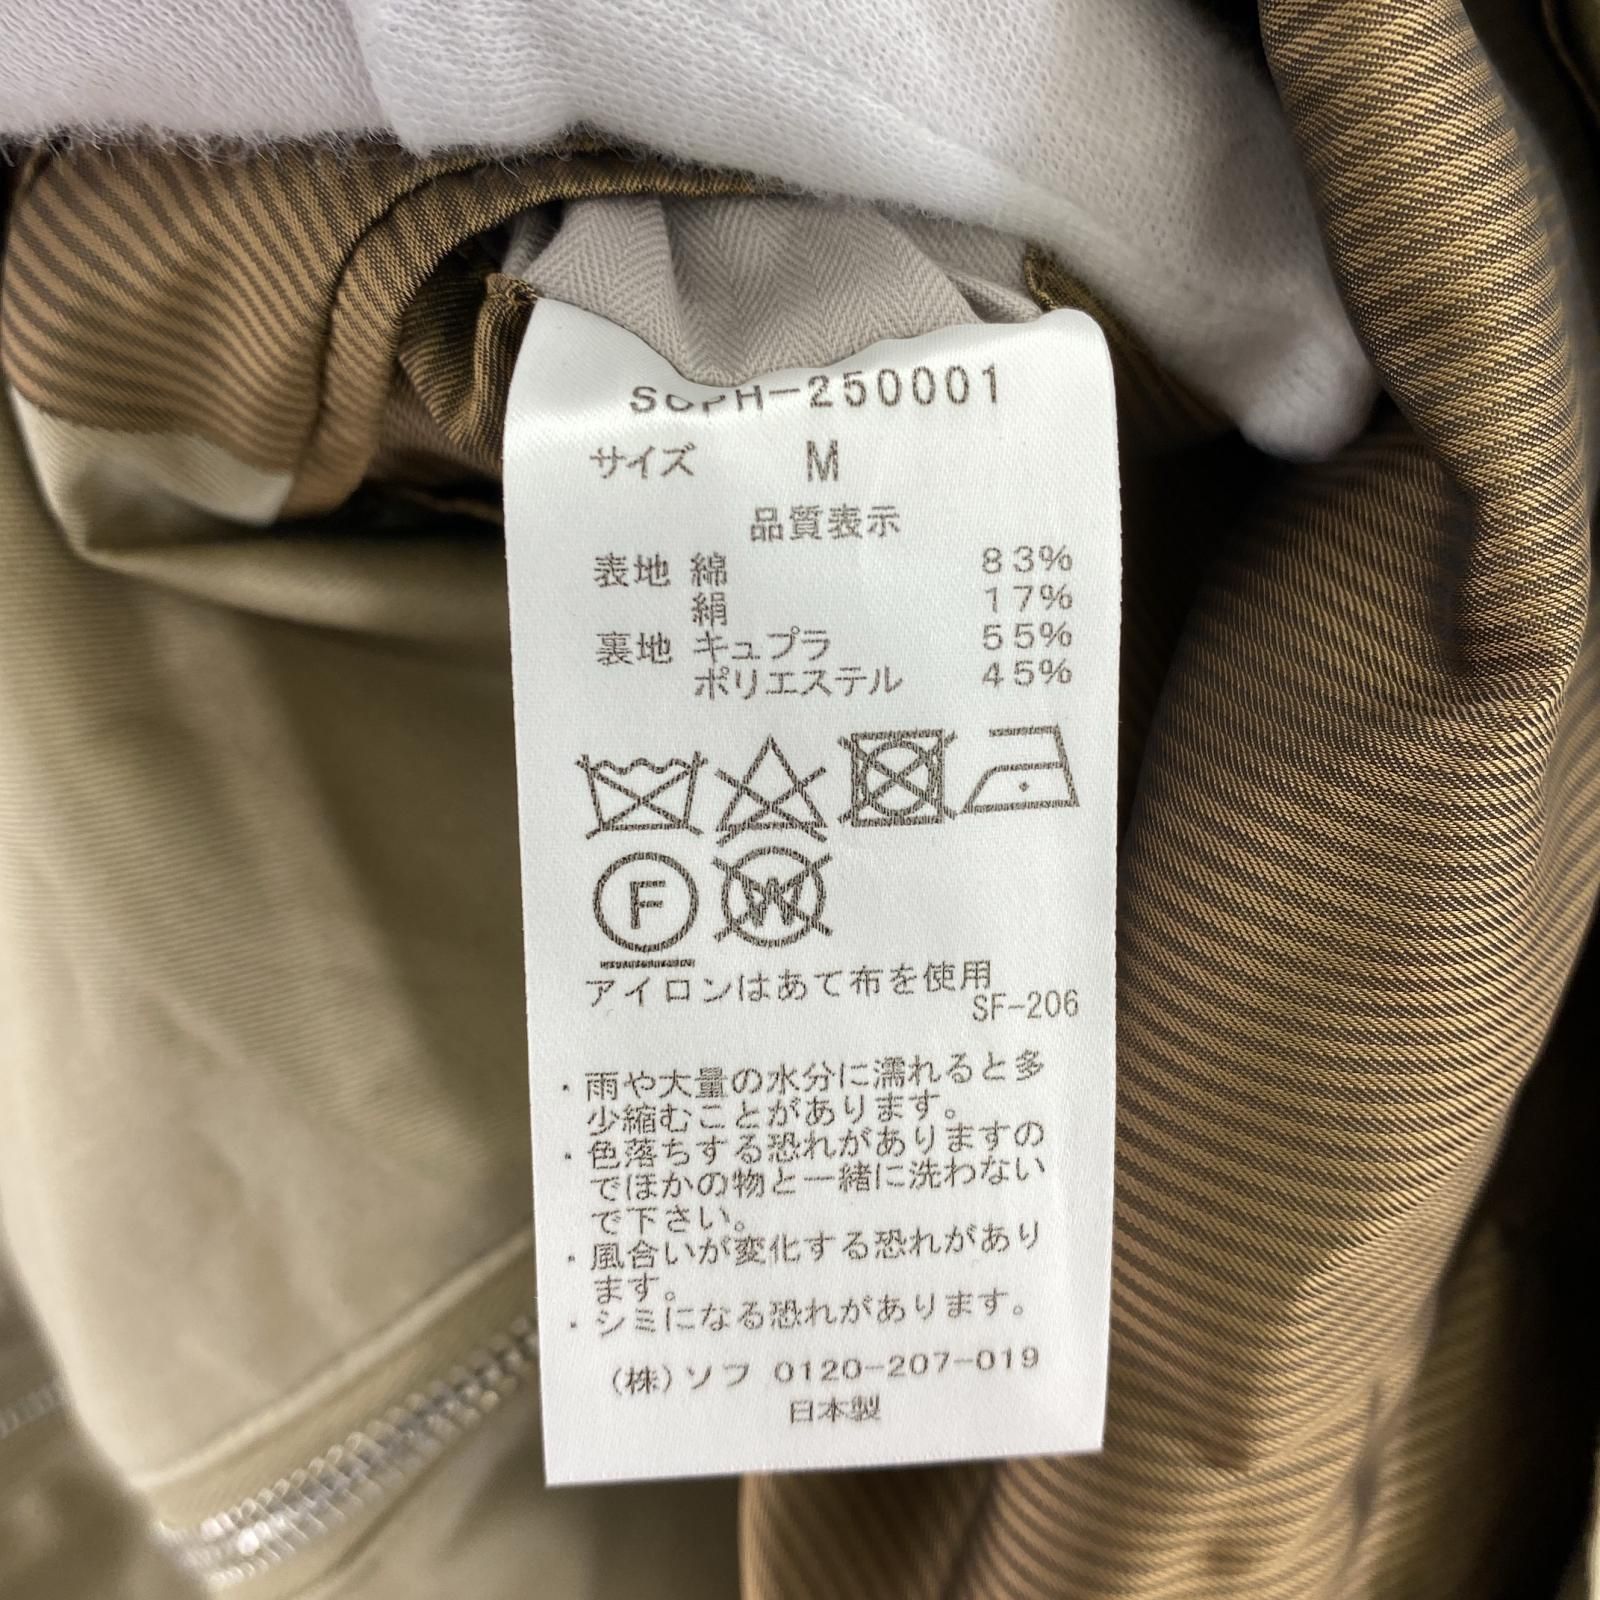 SOPH-250001
サイズ M
品質表示
表地 綿 83%
絹 17%
裏地 キュプラ 55%
ポリエステル 45%
F W
アイロンはあて布を使用
SF-206
・雨や大量の水分に濡れると多
少縮むことがあります。
・色落ちする恐れがありますの
でほかの物と一緒に洗わない
で下さい。
・風合いが変化する恐れがあり
ます。
・シミになる恐れがあります。
(株)ソフ 0120-207-019
日本製